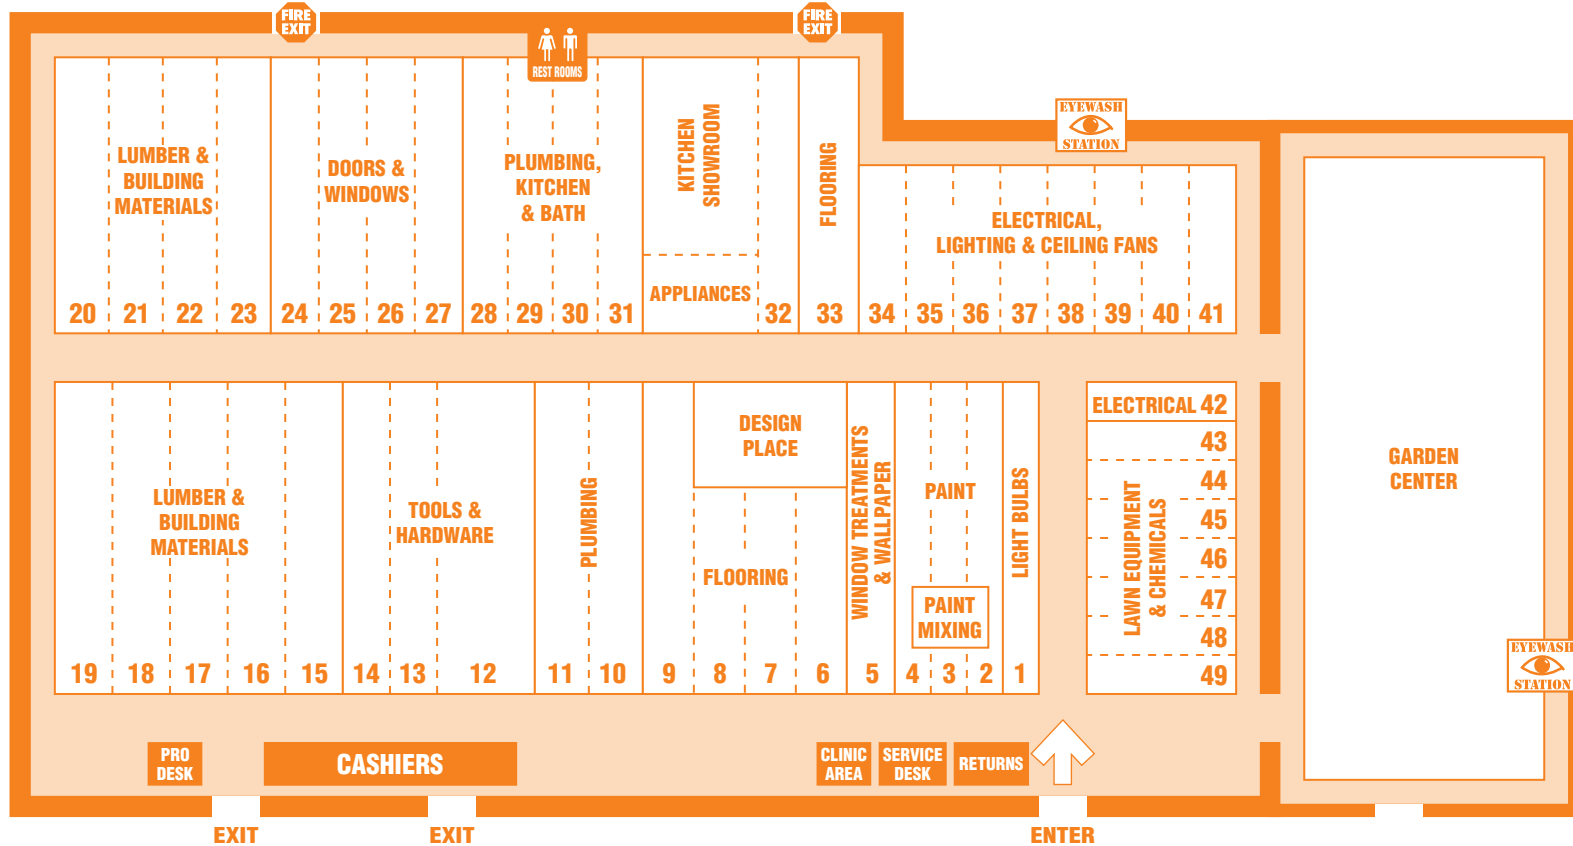 FIRE
EXIT
FIRE
EXIT
REST ROOMS
EYEWASH
STATION
LUMBER &
BUILDING
MATERIALS
DOORS &
WINDOWS
PLUMBING,
KITCHEN
& BATH
KITCHEN
SHOWROOM
APPLIANCES
FLOORING
ELECTRICAL,
LIGHTING & CEILING FANS
20 21 22 23 24 25 26 27 28 29 30 31 32 33 34 35 36 37 38 39 40 41
LUMBER &
BUILDING
MATERIALS
TOOLS &
HARDWARE
PLUMBING
DESIGN
PLACE
FLOORING
WINDOW TREATMENTS
& WALLPAPER
PAINT
PAINT
MIXING
LIGHT BULBS
19 18 17 16 15 14 13 12 11 10 9 8 7 6 5 4 3 2 1
ELECTRICAL 42
43
44
45
46
47
48
49
LAWN EQUIPMENT
& CHEMICALS
GARDEN
CENTER
EYEWASH
STATION
PRO
DESK
CASHIERS
CLINIC
AREA
SERVICE
DESK
RETURNS
EXIT
EXIT
ENTER